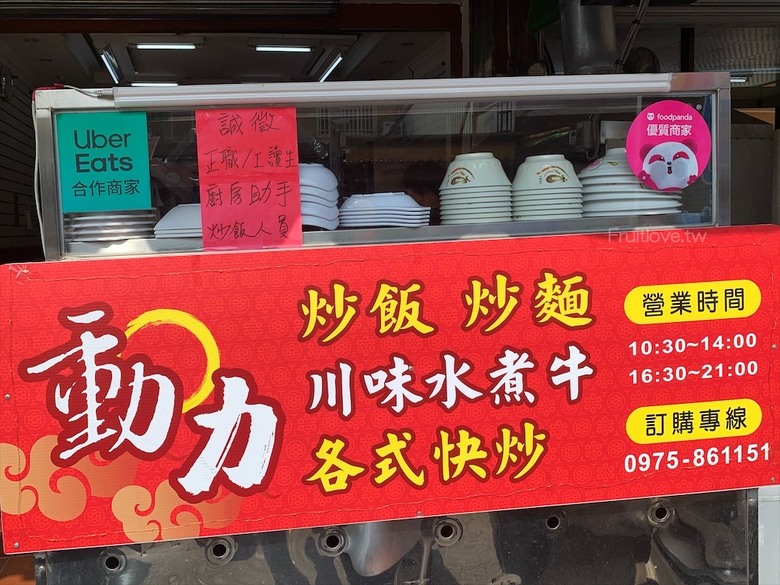 Uber
Eats
合作商家
誠徵
正職/工讀生
廚房助手
炒飯人員
foodpanda
優質商家
Fruitlove.tw
動力
炒飯 炒麵
川味水煮牛
各式快炒
營業時間
10:30~14:00
16:30~21:00
訂購專線
0975-861151